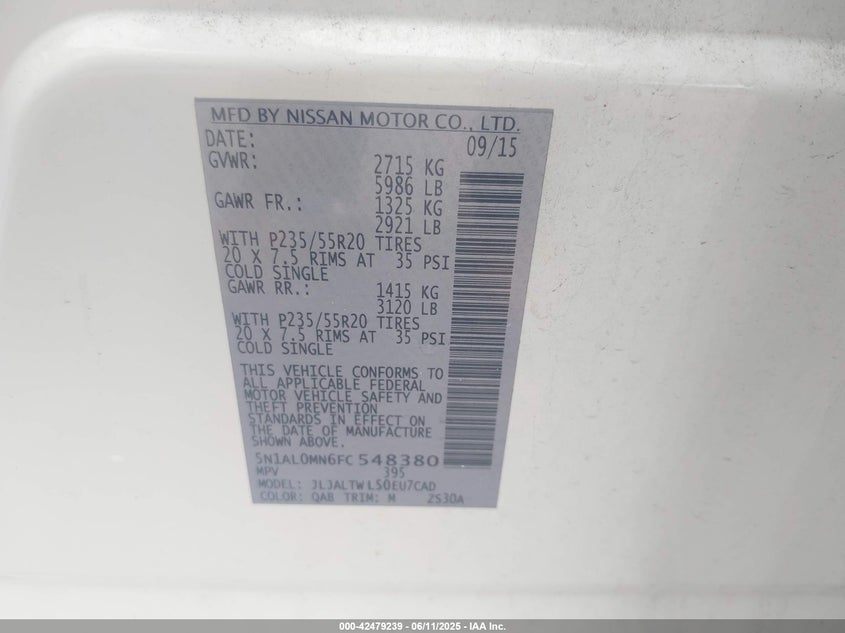 MFD BY NISSAN MOTOR CO., LTD.
DATE: 09/15
GVWR: 2715 KG
5986 LB
GAWR FR.: 1325 KG
2921 LB
WITH P235/55R20 TIRES
20 X 7.5 RIMS AT 35 PSI
COLD SINGLE
GAWR RR.: 1415 KG
3120 LB
WITH P235/55R20 TIRES
20 X 7.5 RIMS AT 35 PSI
COLD SINGLE
THIS VEHICLE CONFORMS TO
ALL APPLICABLE FEDERAL
MOTOR VEHICLE SAFETY AND
THEFT PREVENTION
STANDARDS IN EFFECT ON
THE DATE OF MANUFACTURE
SHOWN ABOVE.
5N1AL0MN6FC548380
MPV 395
MODEL: JLJALTWL50EU7CAD
COLOR: QAB TRIM: M 2S30A
000-42479239 - 06/11/2025 - IAA Inc.